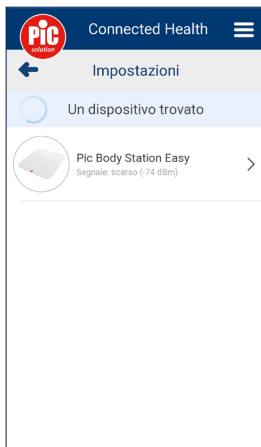 PiC
solution
Connected Health
Impostazioni
Un dispositivo trovato
Pic Body Station Easy
Segnale: scarso (-74 dBm)